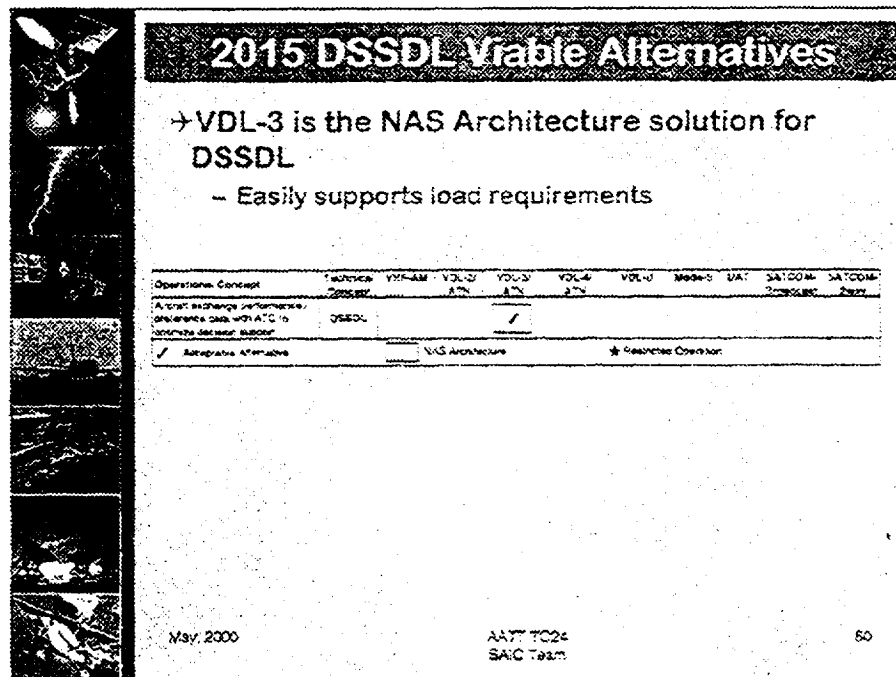 2015 DSSDL Viable Alternatives
VDL-3 is the NAS Architecture solution for
DSSDL
– Easily supports load requirements
Operational Concept Technical Concept VHF-AM VDL-2/ATN VDL-3/ATN VDL-4/ATN Mode-S UAT SATCOM-Broadcast SATCOM-2way
Aircraft exchange performance /
preference data with ATC to
optimize decision support
DSSDL ✓
✓ Acceptable Alternative NAS Architecture ★ Restricted Operation
May, 2000
AATT TO24
SAIC Team
60